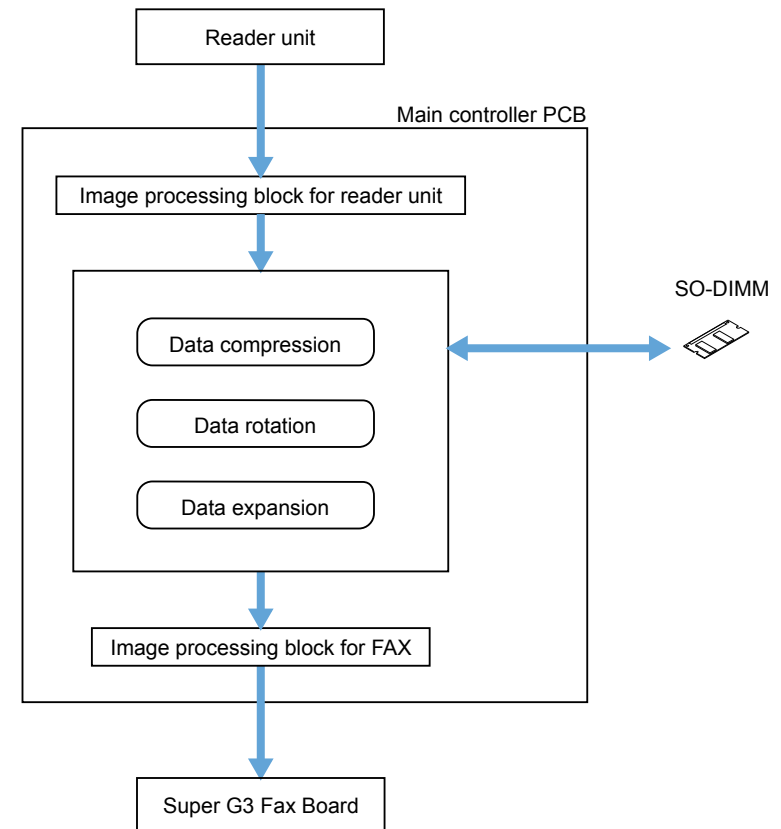 Reader unit
Main controller PCB
Image processing block for reader unit
SO-DIMM
Data compression
Data rotation
Data expansion
Image processing block for FAX
Super G3 Fax Board